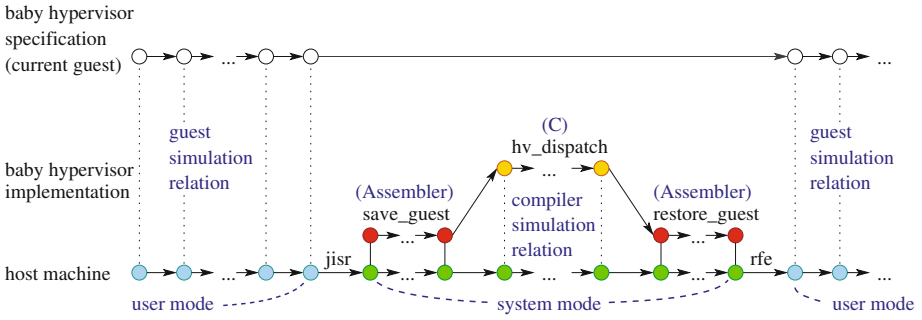 baby hypervisor
specification
(current guest)
...
...
guest
simulation
relation
(C)
hv_dispatch
...
guest
simulation
relation
baby hypervisor
implementation
(Assembler)
save_guest
...
compiler
simulation
relation
(Assembler)
restore_guest
...
host machine
...
jisr
...
...
...
rfe
...
user mode
system mode
user mode